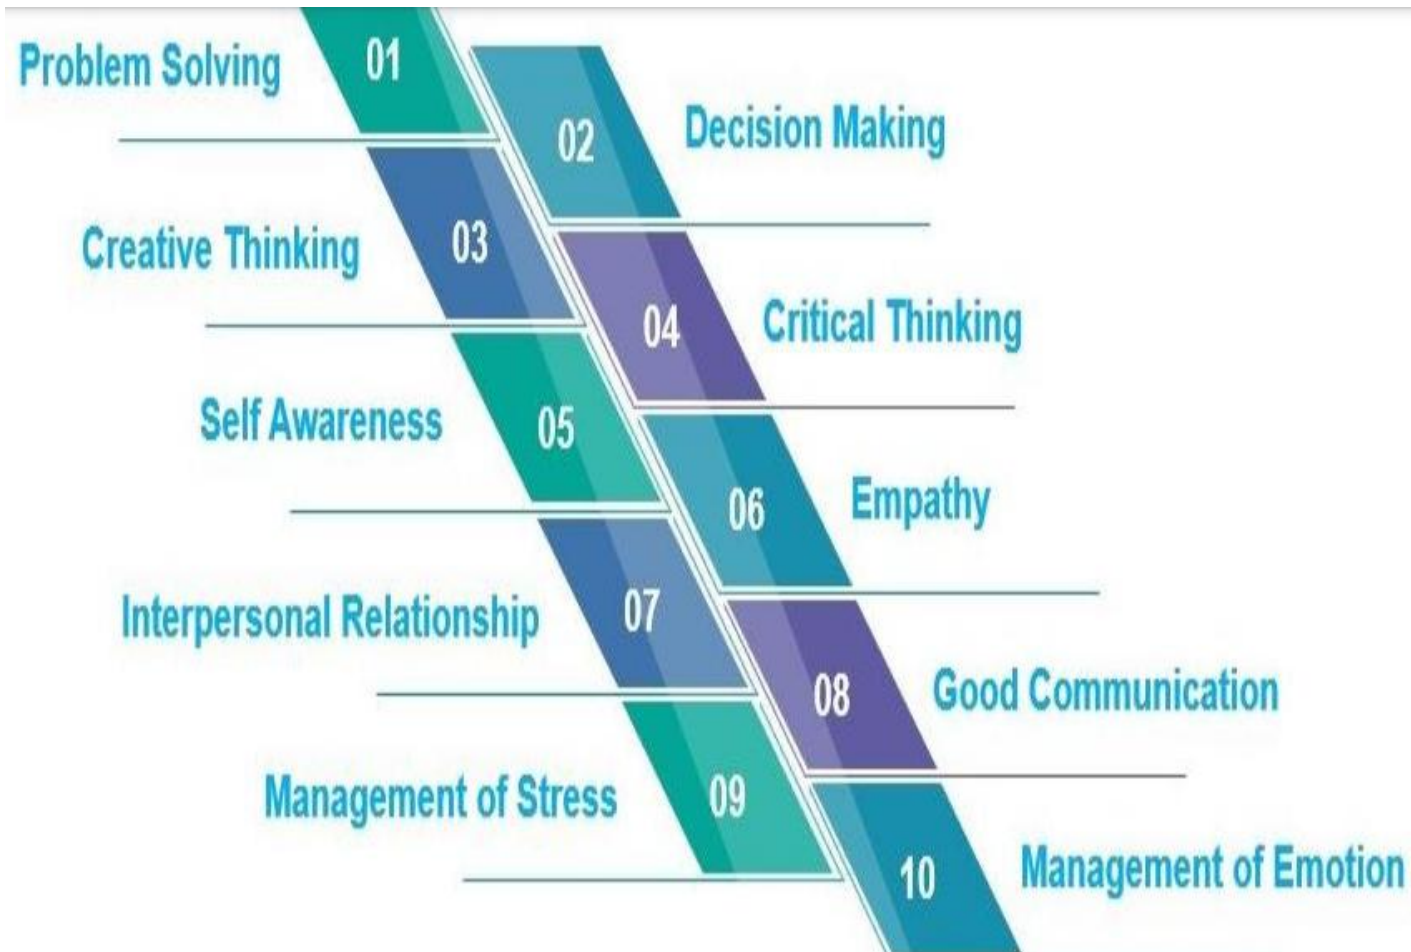 01
Problem Solving
02
Decision Making
03
Creative Thinking
04
Critical Thinking
05
Self Awareness
06
Empathy
07
Interpersonal Relationship
08
Good Communication
09
Management of Stress
10
Management of Emotion